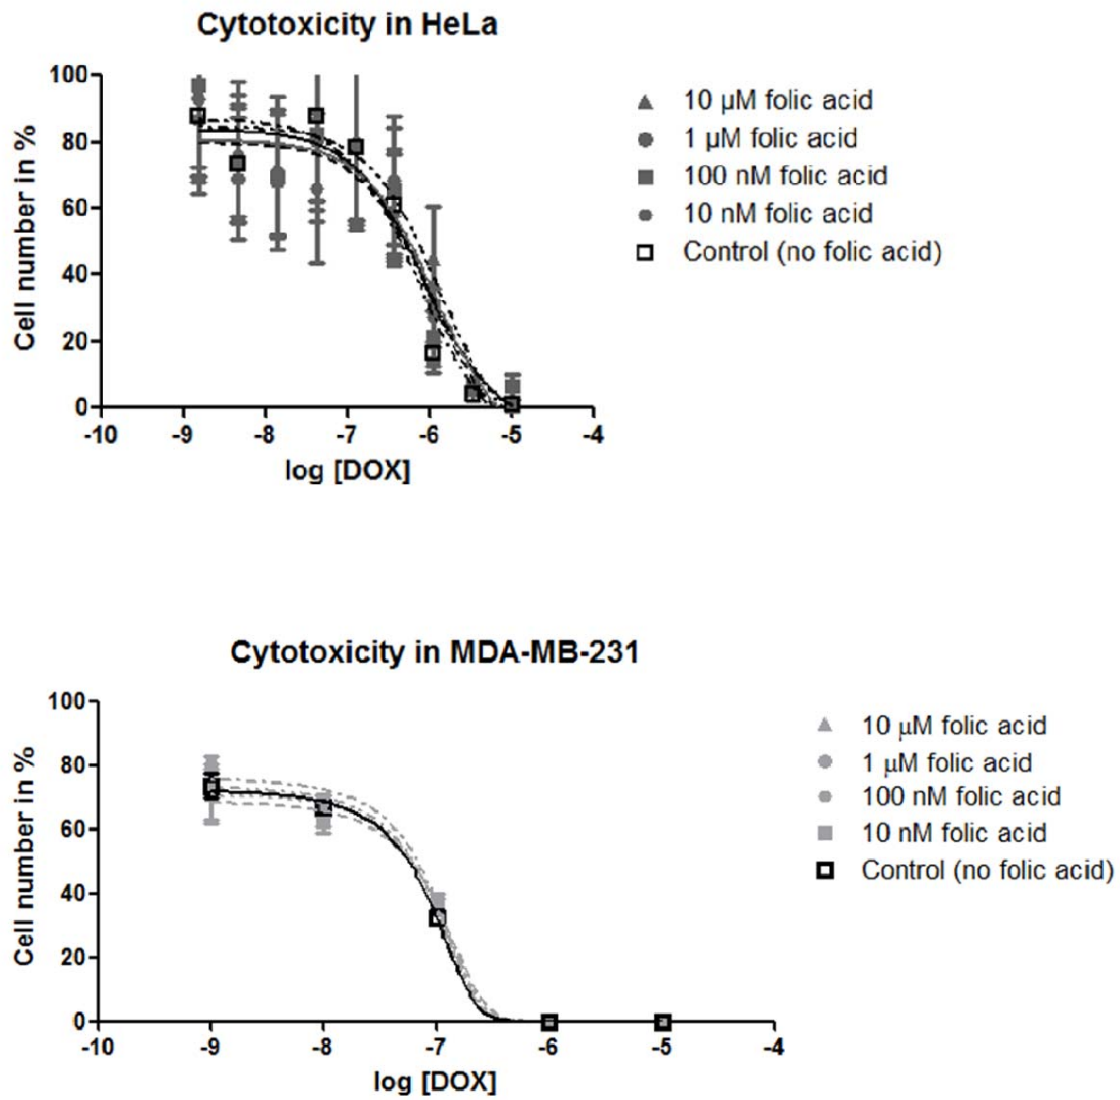 Cytotoxicity in HeLa
Cell number in %
100
80
60
40
20
0
-10 -9 -8 -7 -6 -5 -4
log [DOX]
10 µM folic acid
1 µM folic acid
100 nM folic acid
10 nM folic acid
Control (no folic acid)
Cytotoxicity in MDA-MB-231
Cell number in %
100
80
60
40
20
0
-10 -9 -8 -7 -6 -5 -4
log [DOX]
10 µM folic acid
1 µM folic acid
100 nM folic acid
10 nM folic acid
Control (no folic acid)